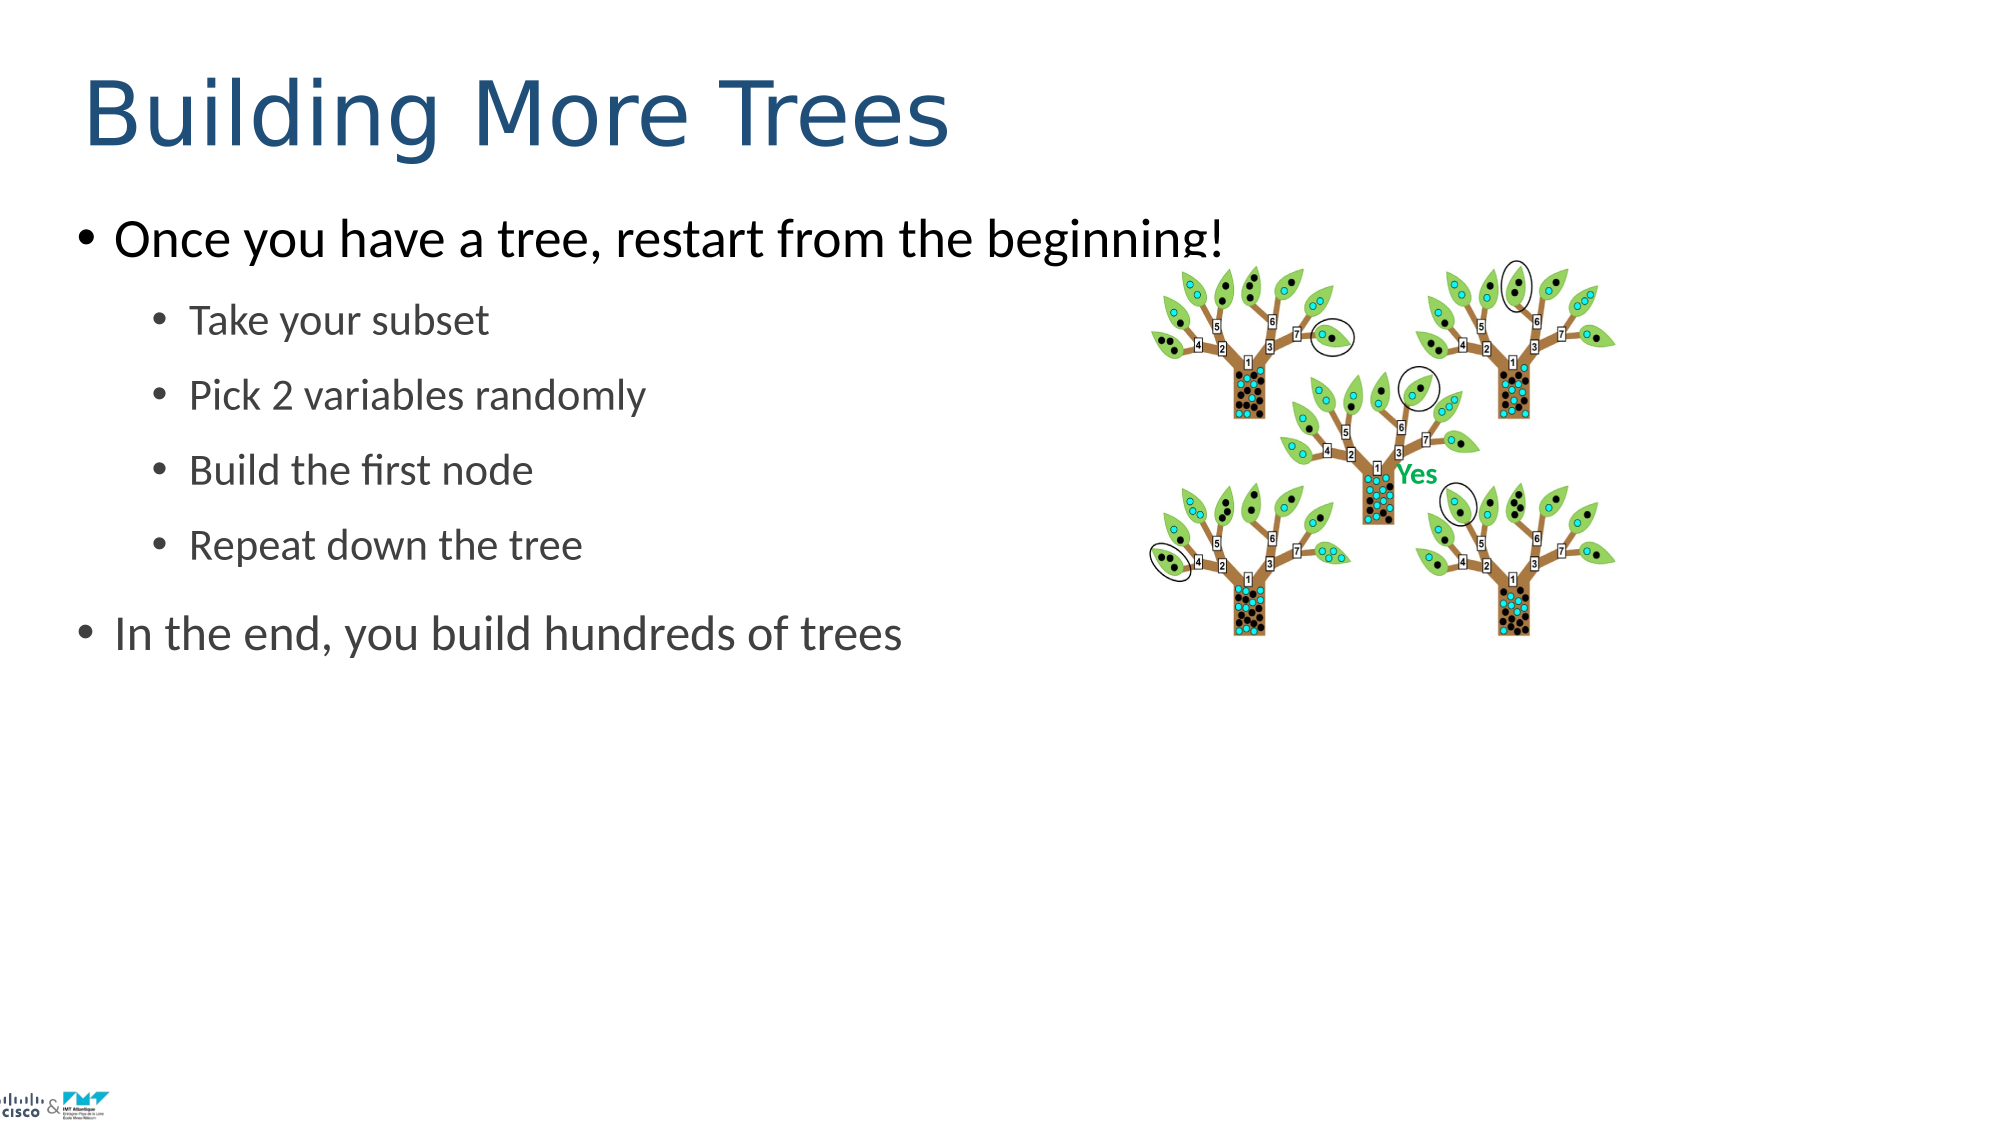 Building More Trees
• Once you have a tree, restart from the beginning!
• Take your subset
• Pick 2 variables randomly
• Build the first node
• Repeat down the tree
• In the end, you build hundreds of trees
1 2 3 4 5 6 7
1 2 3 4 5 6 7
1 2 3 4 5 6 7
Yes
1 2 3 4 5 6 7
1 2 3 4 5 6 7
CISCO & IMT Atlantique